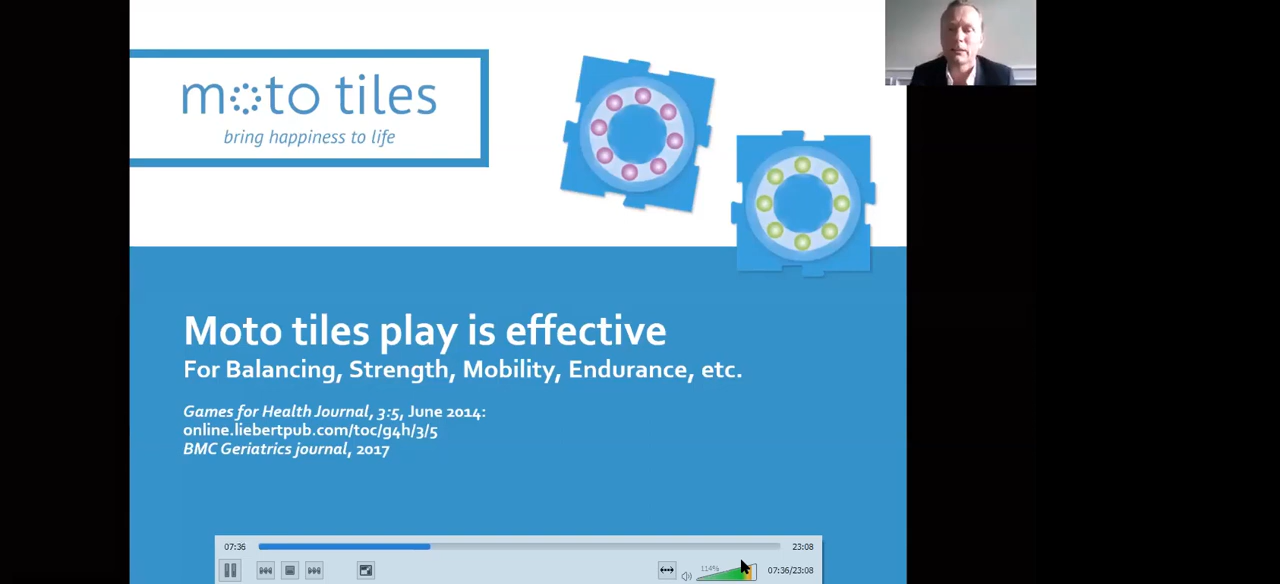 moto tiles
bring happiness to life
Moto tiles play is effective
For Balancing, Strength, Mobility, Endurance, etc.
Games for Health Journal, 3:5, June 2014:
online.liebertpub.com/toc/g4h/3/5
BMC Geriatrics journal, 2017
07:36
23:08
114%
07:36/23:08